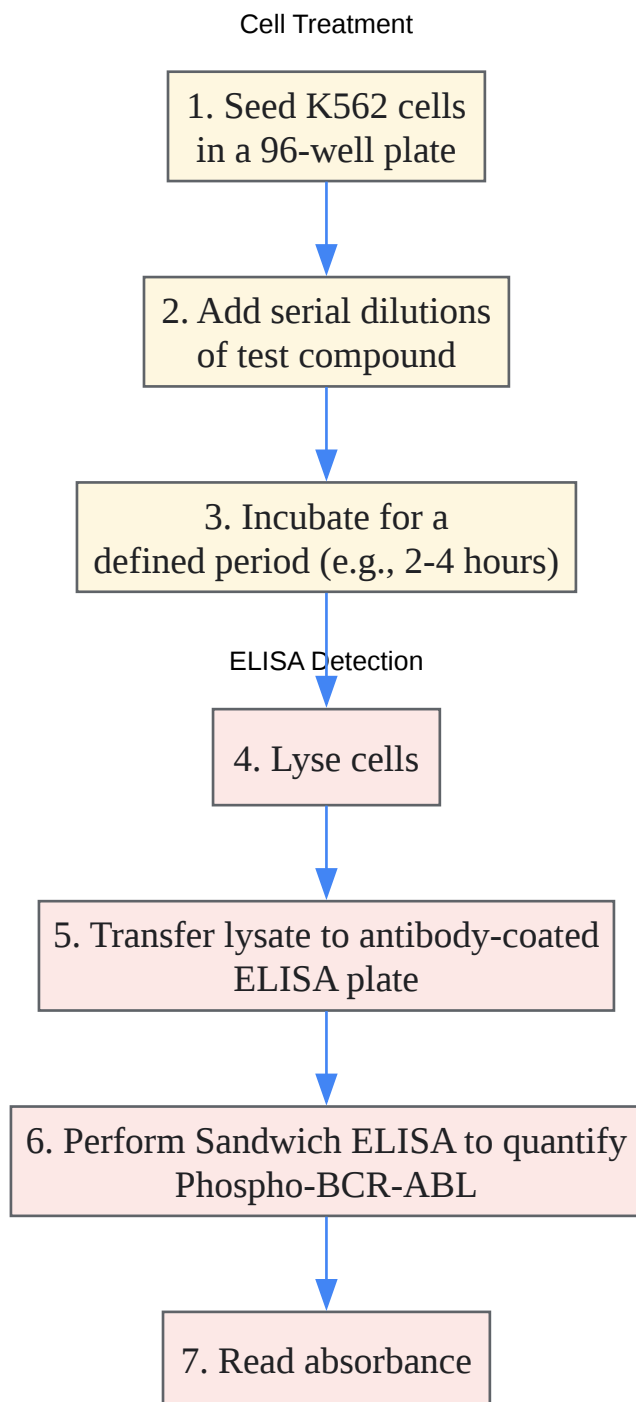 Cell Treatment
1. Seed K562 cells
in a 96-well plate
2. Add serial dilutions
of test compound
3. Incubate for a
defined period (e.g., 2-4 hours)
ELISA Detection
4. Lyse cells
5. Transfer lysate to antibody-coated
ELISA plate
6. Perform Sandwich ELISA to quantify
Phospho-BCR-ABL
7. Read absorbance